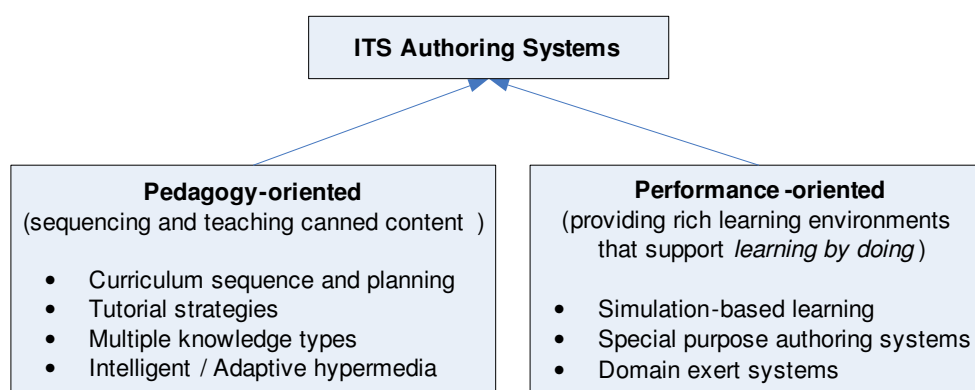 ITS Authoring Systems
Pedagogy-oriented
(sequencing and teaching canned content )
• Curriculum sequence and planning
• Tutorial strategies
• Multiple knowledge types
• Intelligent / Adaptive hypermedia
Performance -oriented
(providing rich learning environments
that support learning by doing )
• Simulation-based learning
• Special purpose authoring systems
• Domain exert systems